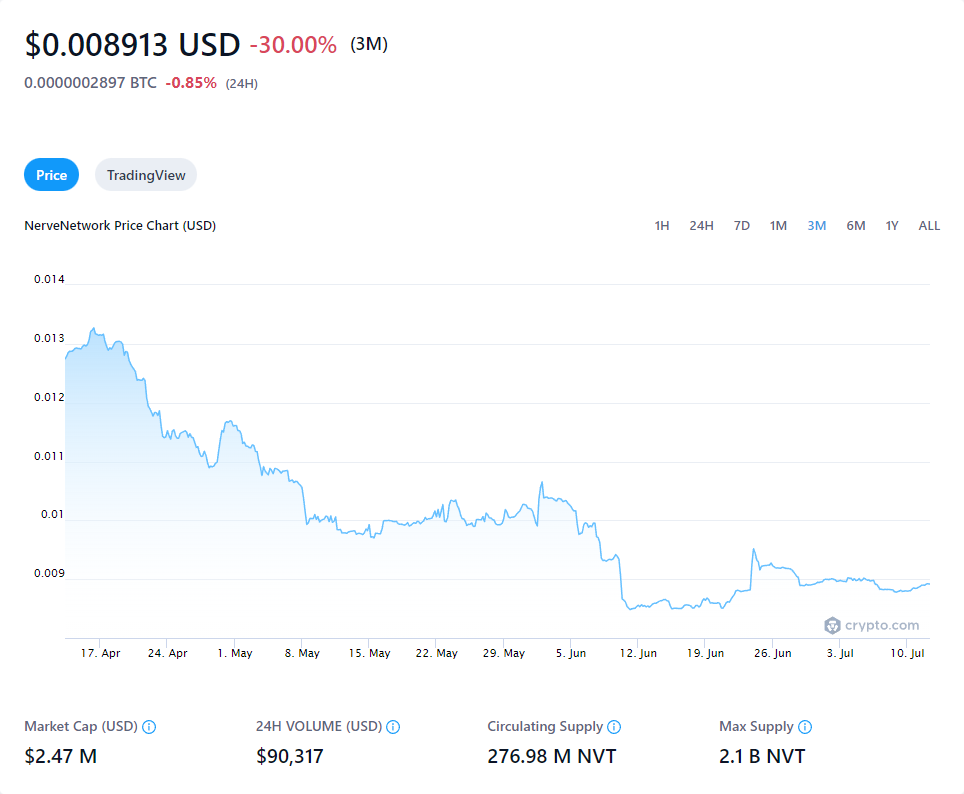 $0.008913 USD -30.00% (3M)
0.0000002897 BTC -0.85% (24H)
Price TradingView
NerveNetwork Price Chart (USD) 1H 24H 7D 1M 3M 6M 1Y ALL
0.014
0.013
0.012
0.011
0.01
0.009
crypto.com
17. Apr 24. Apr 1. May 8. May 15. May 22. May 29. May 5. Jun 12. Jun 19. Jun 26. Jun 3. Jul 10. Jul
Market Cap (USD) 24H VOLUME (USD) Circulating Supply Max Supply
$2.47 M $90,317 276.98 M NVT 2.1 B NVT